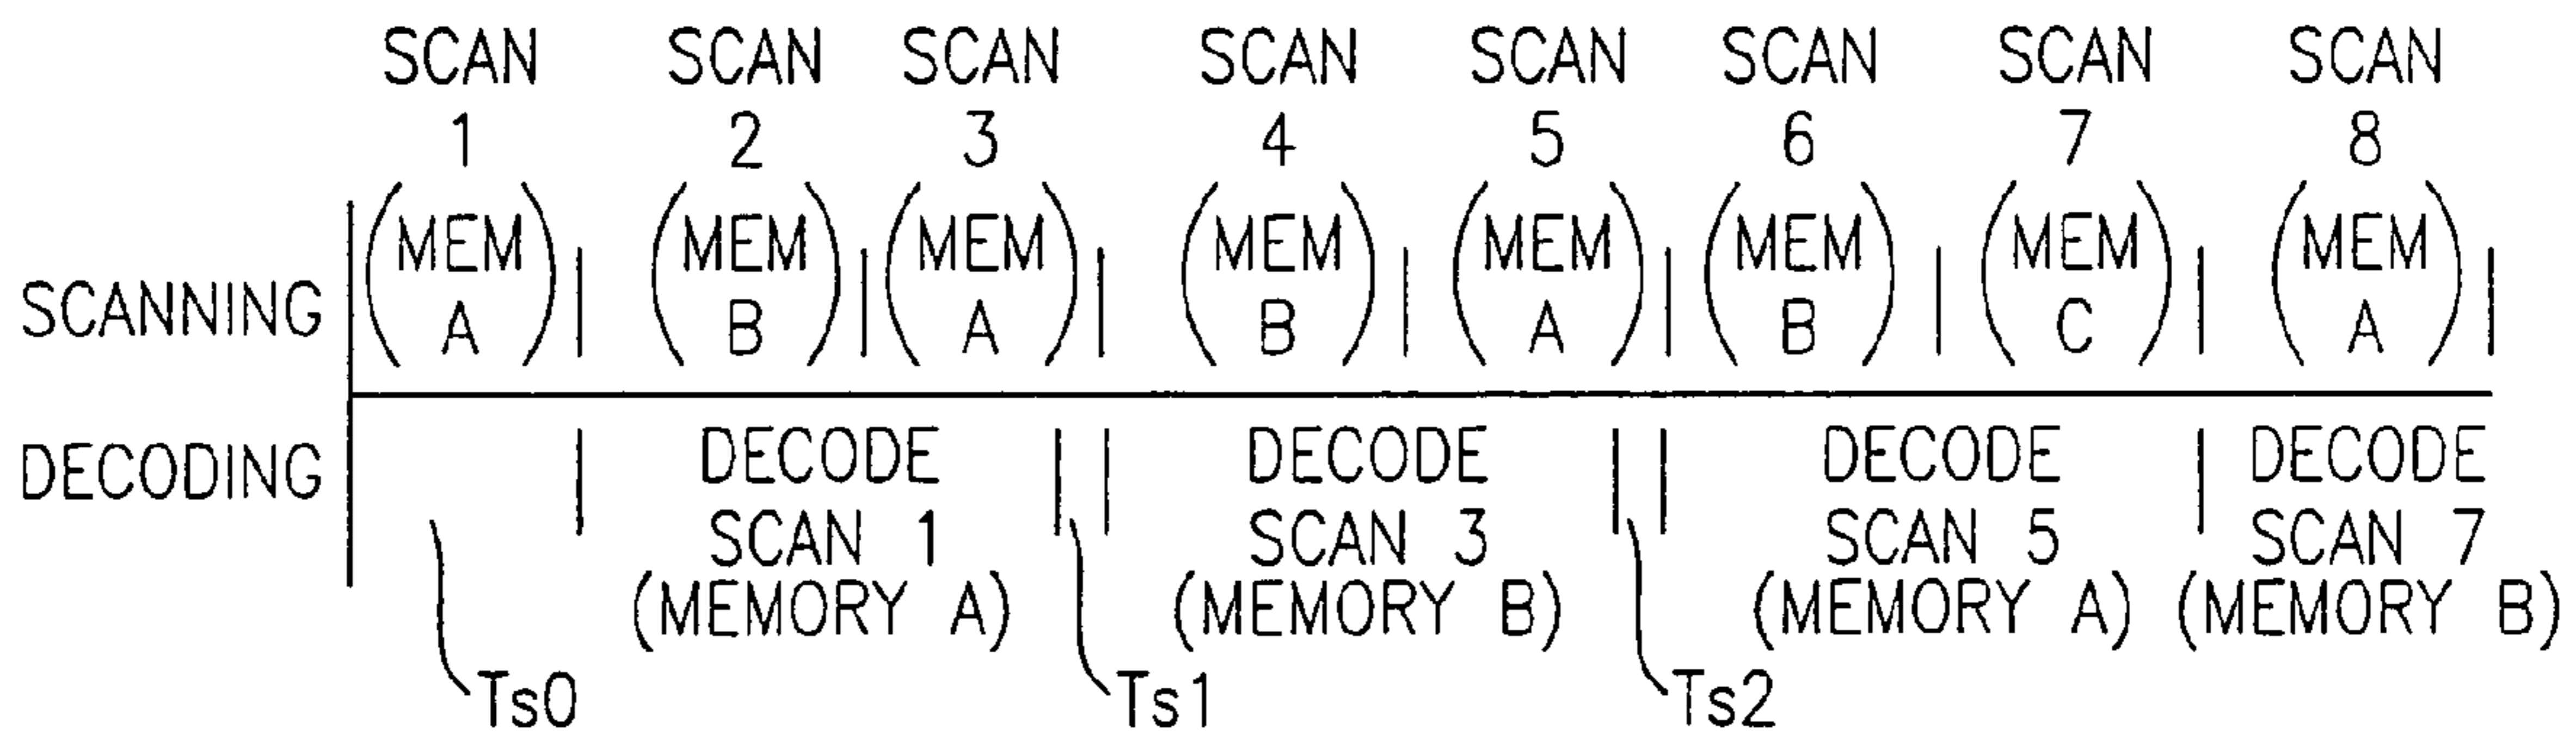 SCAN SCAN SCAN SCAN SCAN SCAN SCAN SCAN
1 2 3 4 5 6 7 8
(MEM (MEM (MEM (MEM (MEM (MEM (MEM (MEM
SCANNING A) B) A) B) A) B) C) A)
DECODING DECODE DECODE DECODE DECODE
SCAN 1 SCAN 3 SCAN 5 SCAN 7
(MEMORY A) (MEMORY B) (MEMORY A) (MEMORY B)
Ts0 Ts1 Ts2